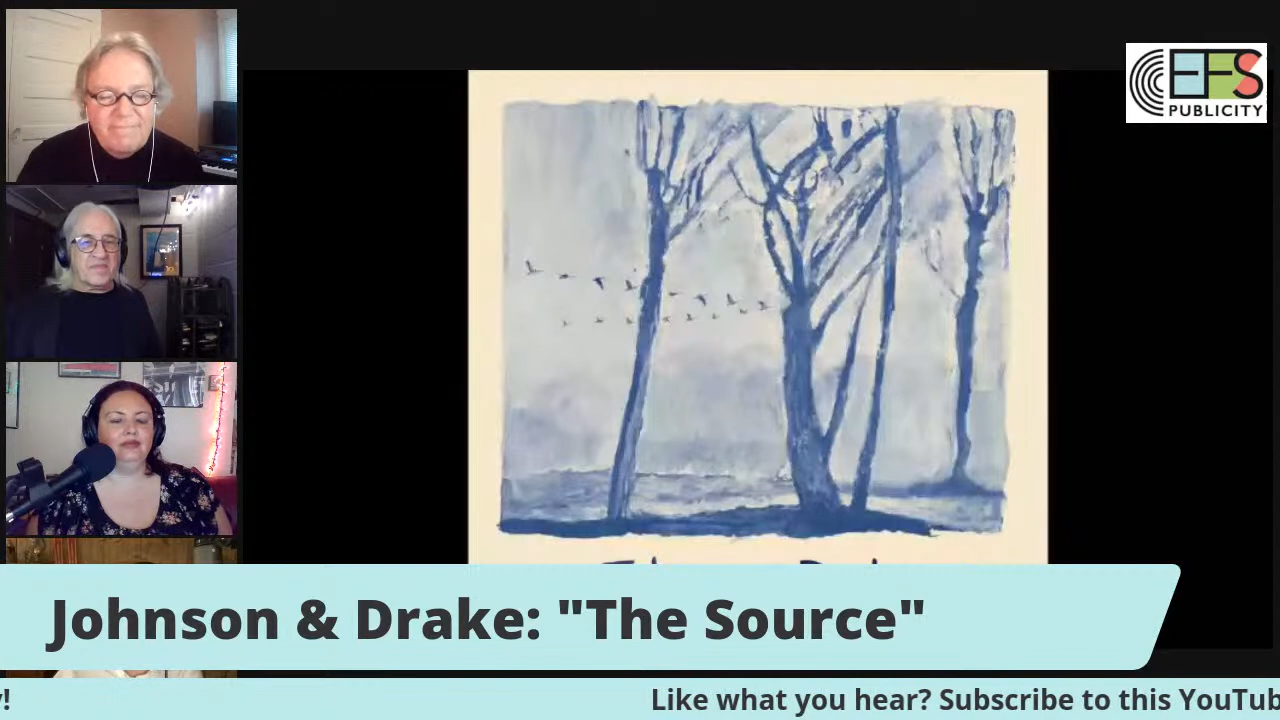 EFS
PUBLICITY
Johnson & Drake: "The Source"
y!
Like what you hear? Subscribe to this YouTub